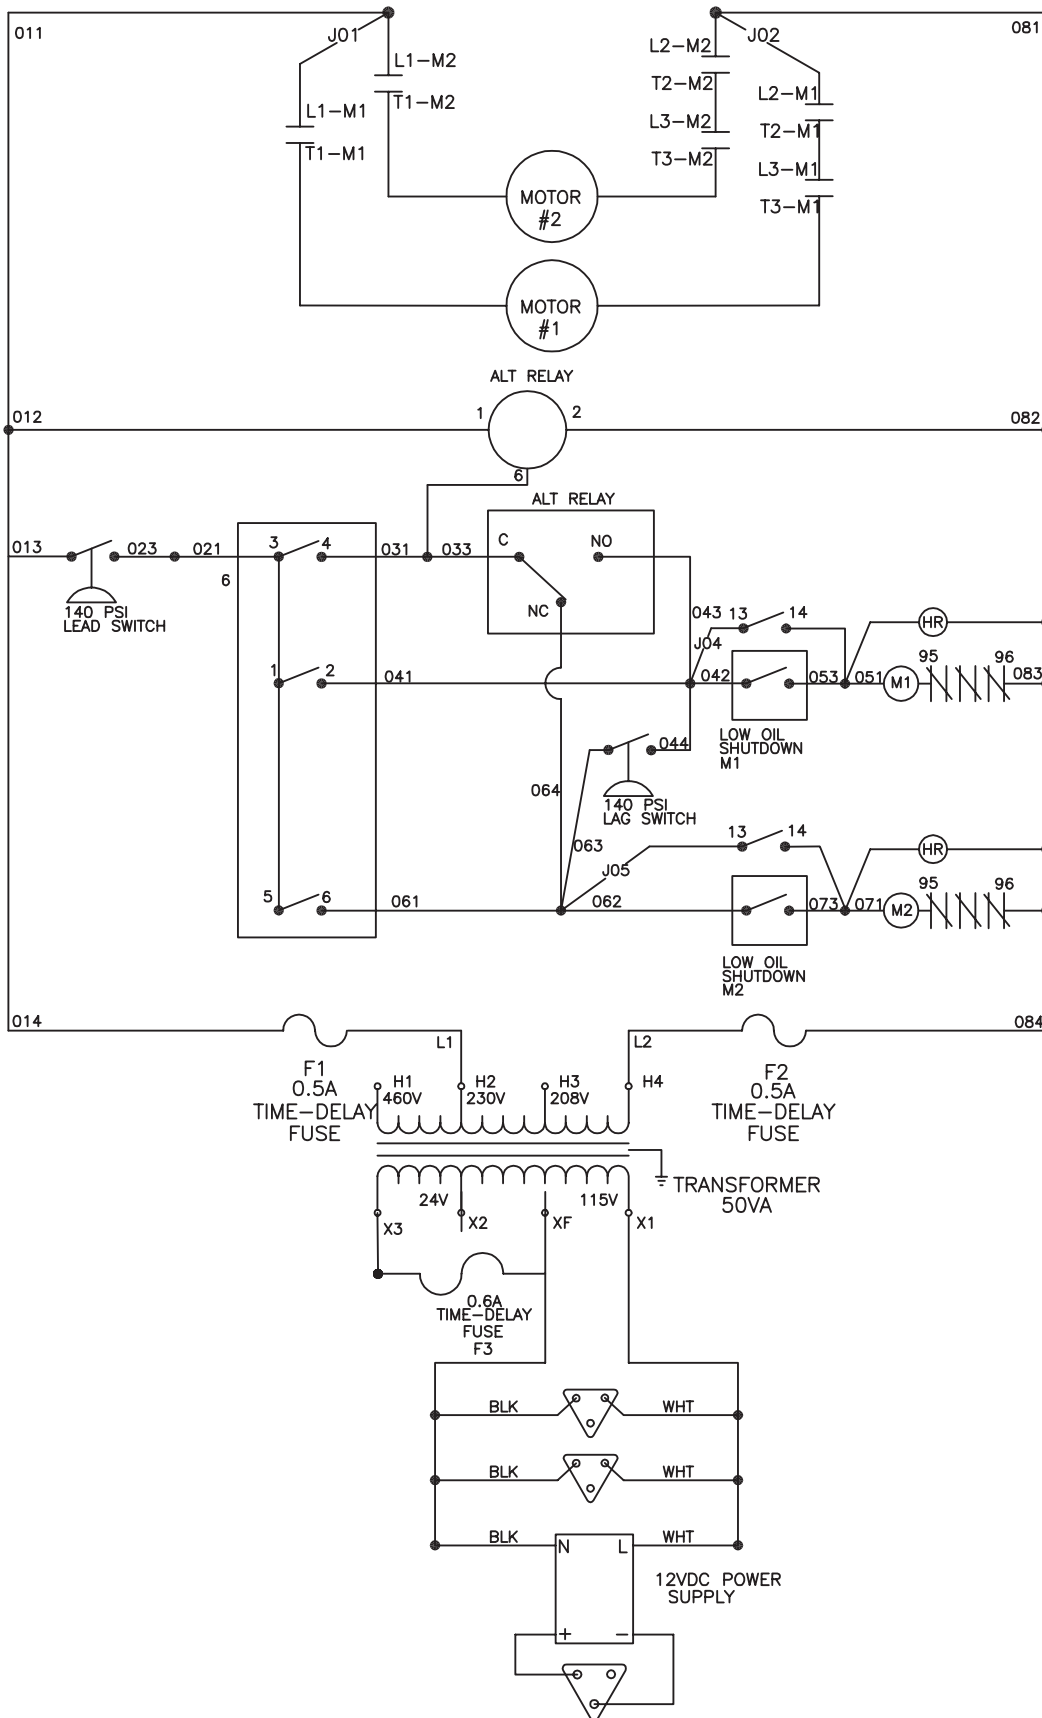 011
J01
L1-M2
T1-M2
L1-M1
T1-M1
L2-M2
T2-M2
L3-M2
T3-M2
J02
081
L2-M1
T2-M1
L3-M1
T3-M1
MOTOR
#2
MOTOR
#1
ALT RELAY
012
1
2
082
6
ALT RELAY
013
023
021
3
4
031
033
C
NO
NC
6
140 PSI
LEAD SWITCH
043
13
14
HR
J04
1
2
041
042
053
051
M1
95
96
083
LOW OIL
SHUTDOWN
M1
044
064
140 PSI
LAG SWITCH
063
J05
13
14
HR
5
6
061
062
073
071
M2
95
96
LOW OIL
SHUTDOWN
M2
014
L1
L2
084
F1
0.5A
TIME-DELAY
FUSE
H1
460V
H2
230V
H3
208V
H4
F2
0.5A
TIME-DELAY
FUSE
24V
115V
TRANSFORMER
50VA
X3
X2
XF
X1
0.6A
TIME-DELAY
FUSE
F3
BLK
WHT
BLK
WHT
BLK
N
L
WHT
12VDC POWER
SUPPLY
+
-